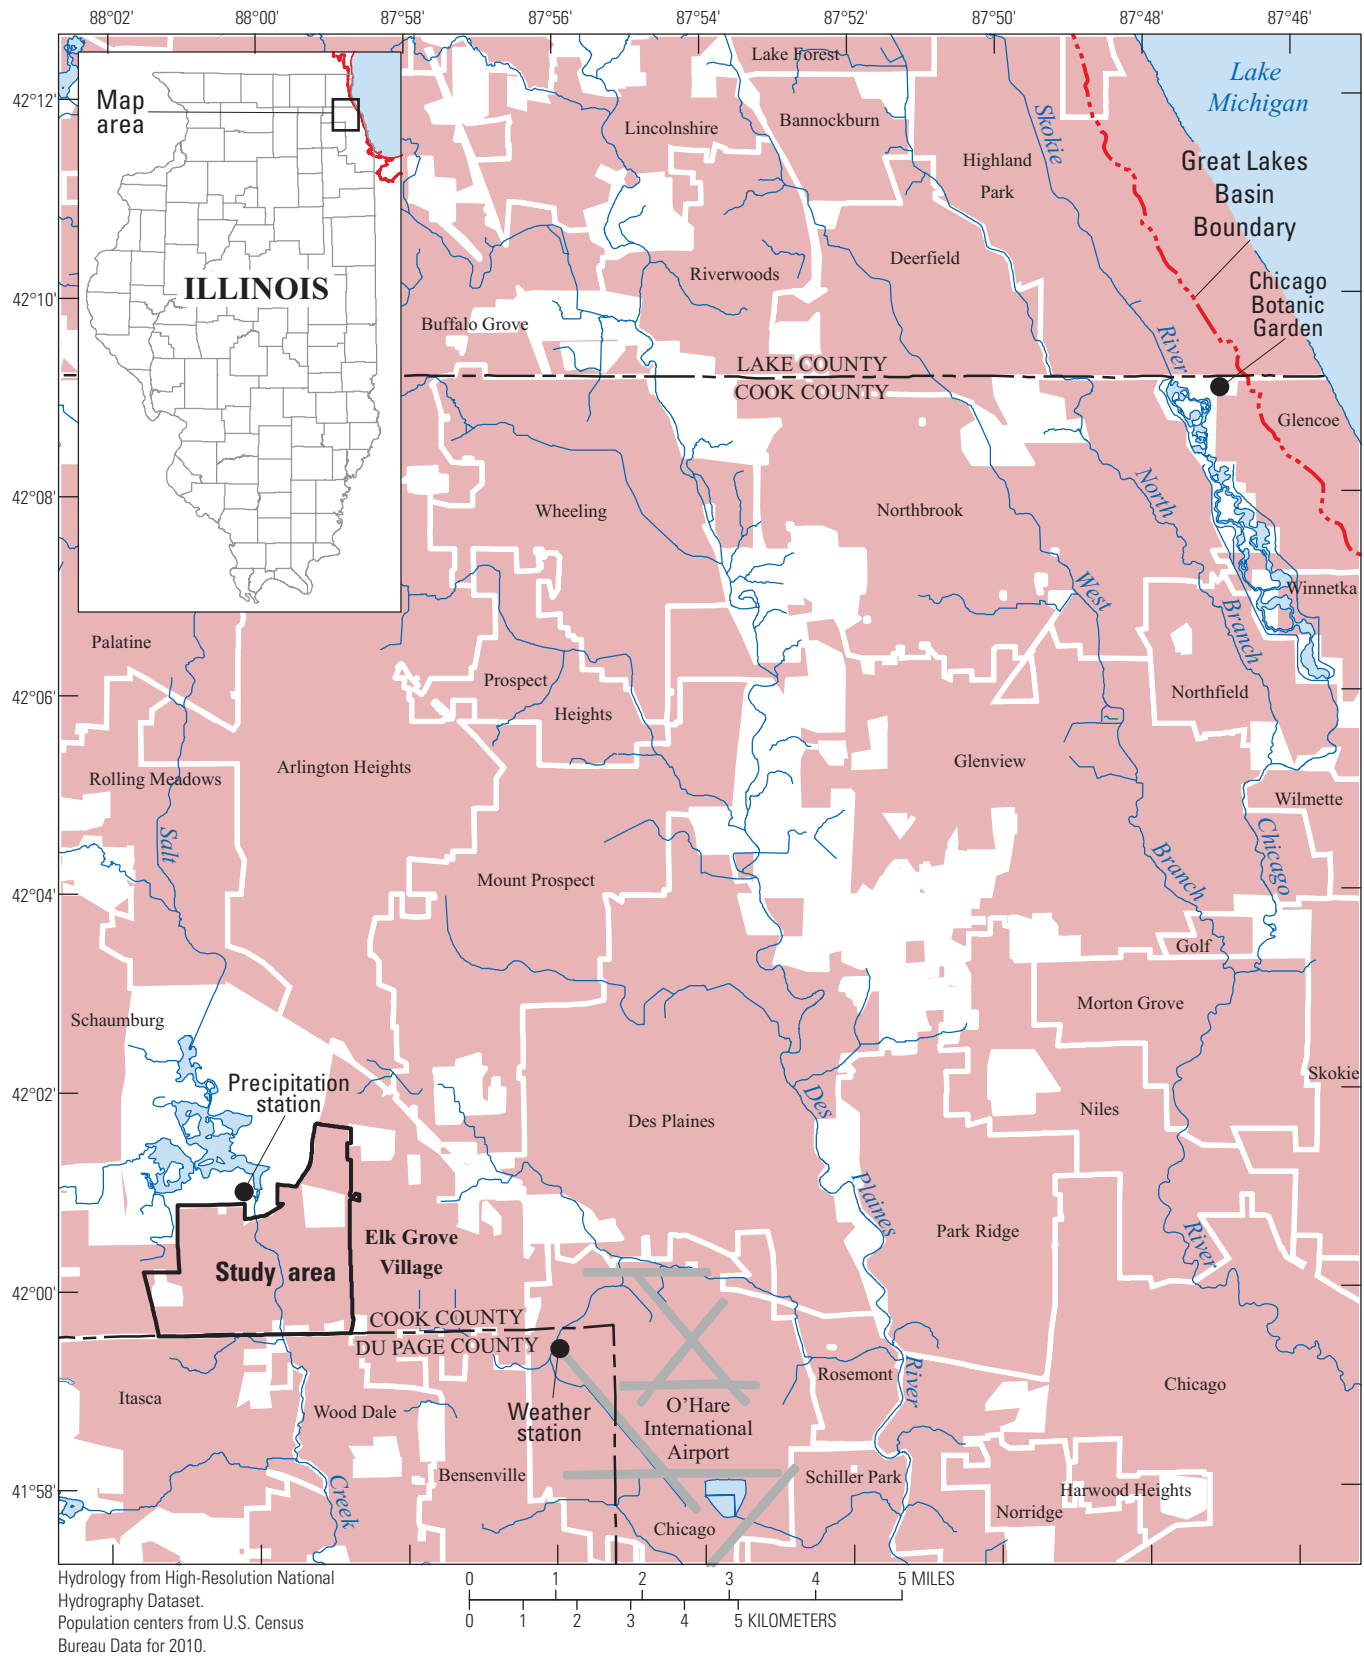 88°02'
88°00'
87°58'
87°56'
87°54'
87°52'
87°50'
87°48'
87°46'
42°12'
42°10'
42°08'
42°06'
42°04'
42°02'
42°00'
41°58'
Map
area
ILLINOIS
Lake Forest
Lake
Michigan
Lincolnshire
Bannockburn
Skokie
Highland
Park
Great Lakes
Basin
Boundary
Deerfield
Riverwoods
Chicago
Botanic
Garden
Buffalo Grove
River
LAKE COUNTY
COOK COUNTY
Glencoe
Wheeling
Northbrook
North
West
Branch
Winnetka
Palatine
Prospect
Heights
Northfield
Rolling Meadows
Arlington Heights
Glenview
Wilmette
Salt
Mount Prospect
Branch
Chicago
Golf
Schaumburg
Morton Grove
Skokie
Precipitation
station
Des Plaines
Des
Niles
Plaines
Park Ridge
River
Elk Grove
Village
Study area
COOK COUNTY
DU PAGE COUNTY
Itasca
Wood Dale
Weather
station
O'Hare
International
Airport
Rosemont
River
Chicago
Bensenville
Schiller Park
Harwood Heights
Norridge
Creek
Chicago
Hydrology from High-Resolution National
Hydrography Dataset.
Population centers from U.S. Census
Bureau Data for 2010.
0 1 2 3 4 5 MILES
0 1 2 3 4 5 KILOMETERS